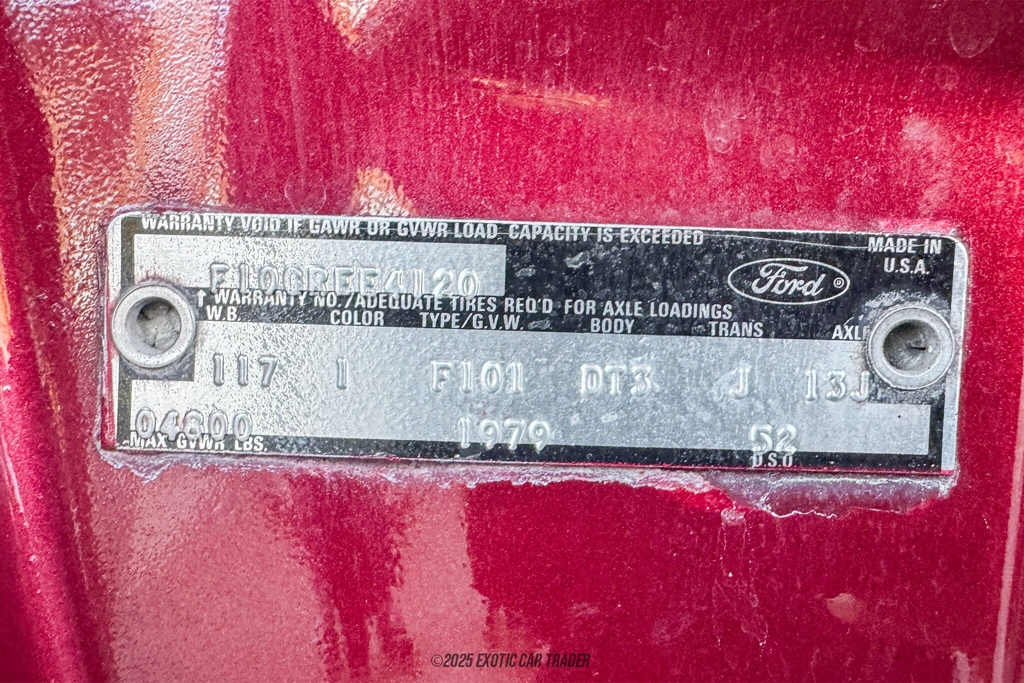 WARRANTY VOID IF GAWR OR GVWR LOAD CAPACITY IS EXCEEDED
MADE IN
U.S.A.
Ford ®
↑ WARRANTY NO./ADEQUATE TIRES REQ'D FOR AXLE LOADINGS
W.B. COLOR TYPE/G.V.W. BODY TRANS AXLE
117 1 F101 DT3 J 13J
04800 1979 52
MAX GVWR LBS. D.S.O
©2025 EXOTIC CAR TRADER